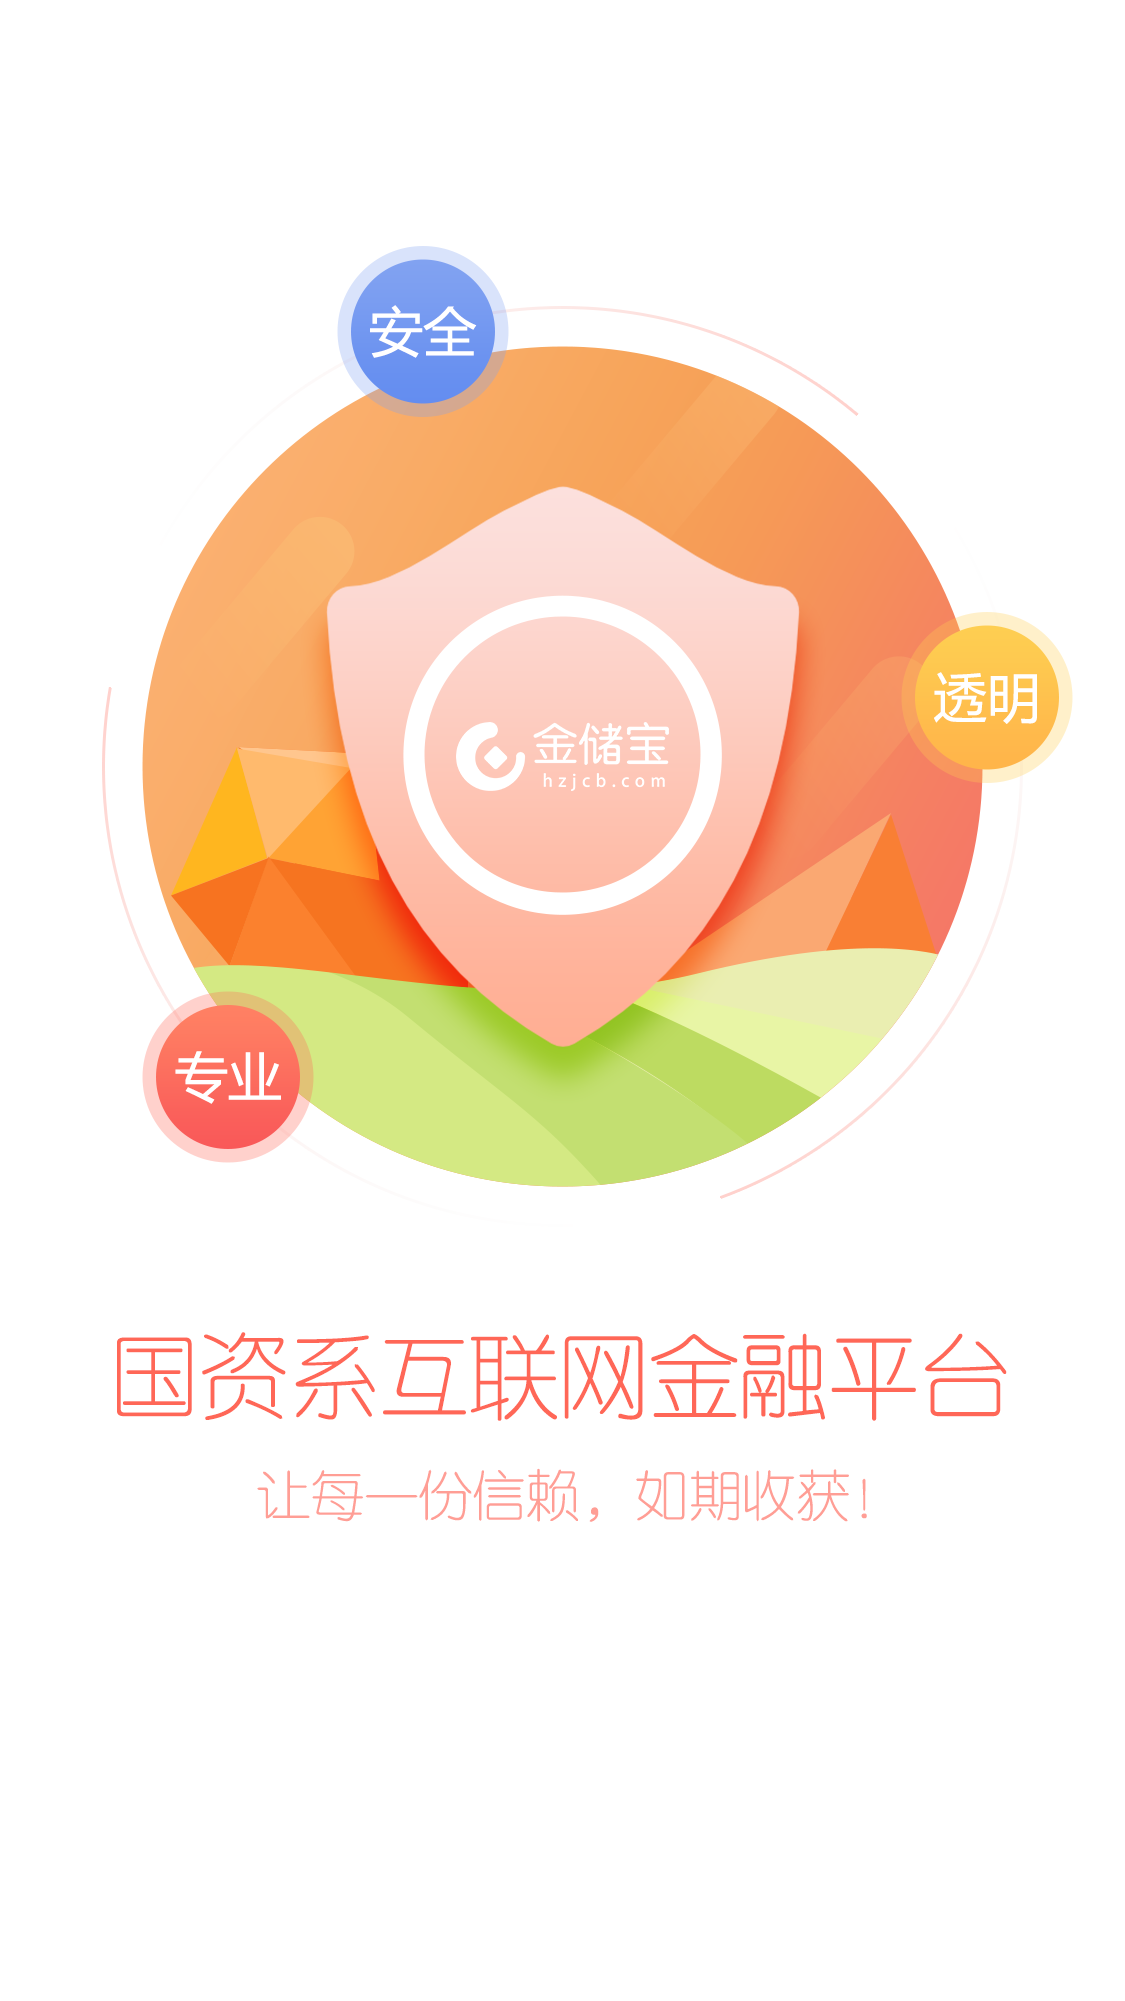 安全
透明
金储宝
hzjcb.com
专业
国资系互联网金融平台
让每一份信赖，如期收获！